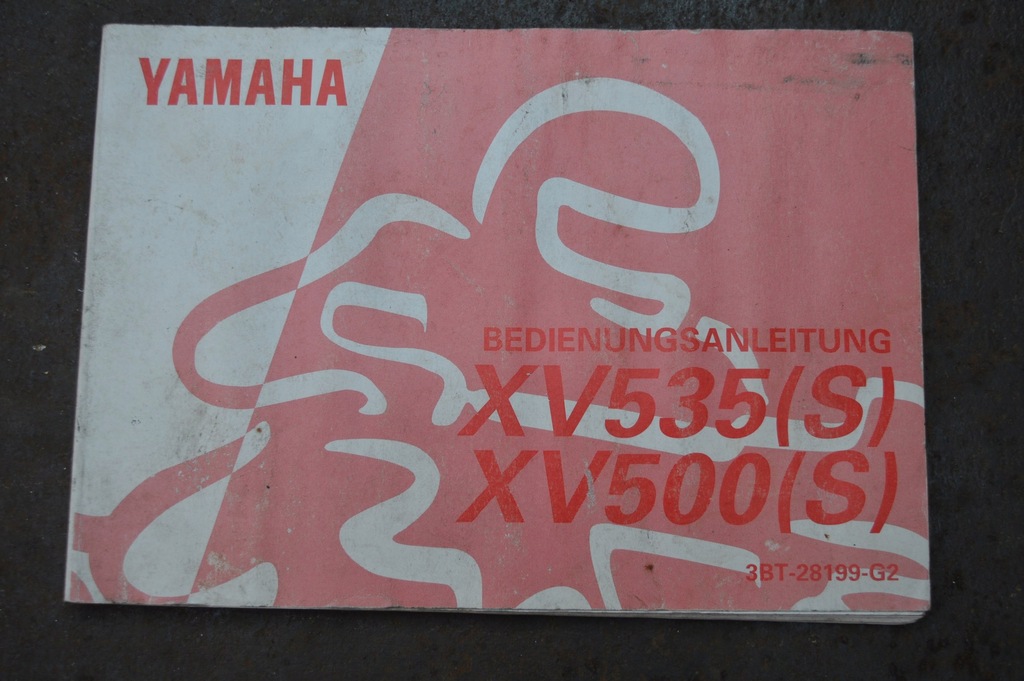 YAMAHA
BEDIENUNGSANLEITUNG
XV535(S)
XV500(S)
3BT-28199-G2